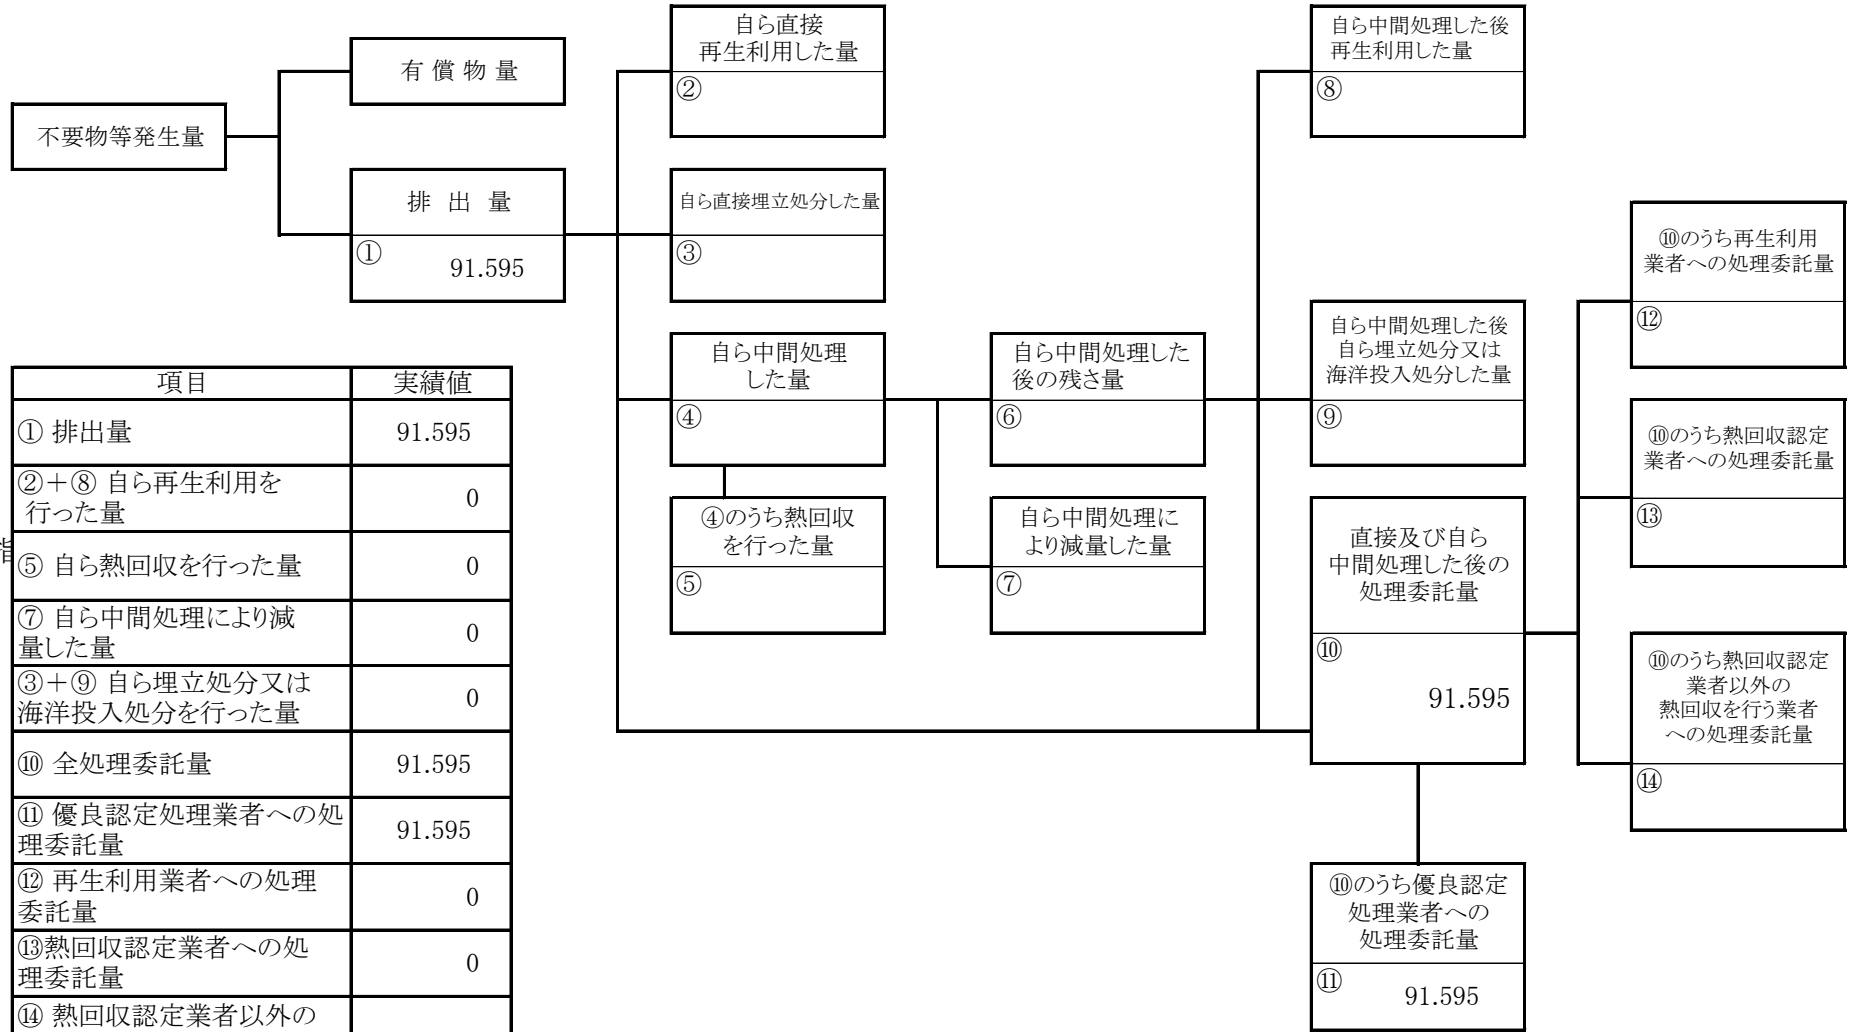 不要物等発生量
有 償 物 量
排 出 量
①
91.595
自ら直接
再生利用した量
②
自ら直接埋立処分した量
③
自ら中間処理
した量
④
④のうち熱回収
を行った量
⑤
自ら中間処理した
後の残さ量
⑥
自ら中間処理に
より減量した量
⑦
自ら中間処理した後
再生利用した量
⑧
自ら中間処理した後
自ら埋立処分又は
海洋投入処分した量
⑨
直接及び自ら
中間処理した後の
処理委託量
⑩
91.595
⑩のうち優良認定
処理業者への
処理委託量
⑪
91.595
⑩のうち再生利用
業者への処理委託量
⑫
⑩のうち熱回収認定
業者への処理委託量
⑬
⑩のうち熱回収認定
業者以外の
熱回収を行う業者
への処理委託量
⑭
項目 実績値
① 排出量 91.595
②+⑧ 自ら再生利用を
行った量 0
⑤ 自ら熱回収を行った量 0
⑦ 自ら中間処理により減
量した量 0
③+⑨ 自ら埋立処分又は
海洋投入処分を行った量 0
⑩ 全処理委託量 91.595
⑪ 優良認定処理業者への処
理委託量 91.595
⑫ 再生利用業者への処理
委託量 0
⑬熱回収認定業者への処
理委託量 0
⑭ 熱回収認定業者以外の